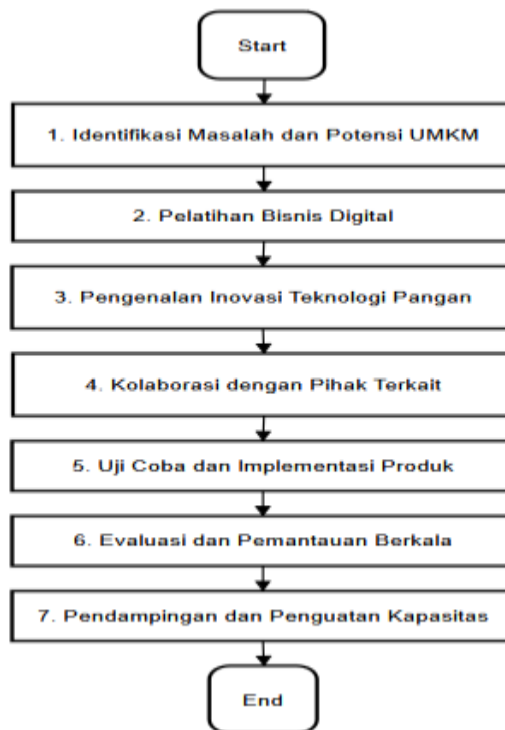 Start
1. Identifikasi Masalah dan Potensi UMKM
2. Pelatihan Bisnis Digital
3. Pengenalan Inovasi Teknologi Pangan
4. Kolaborasi dengan Pihak Terkait
5. Uji Coba dan Implementasi Produk
6. Evaluasi dan Pemantauan Berkala
7. Pendampingan dan Penguatan Kapasitas
End